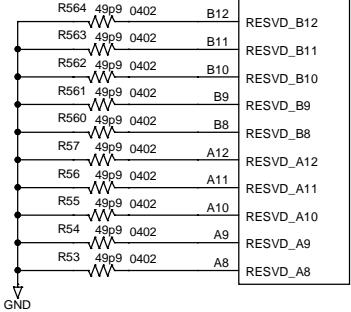 R564 49p9 0402 B12 RESVD_B12
R563 49p9 0402 B11 RESVD_B11
R562 49p9 0402 B10 RESVD_B10
R561 49p9 0402 B9 RESVD_B9
R560 49p9 0402 B8 RESVD_B8
R57 49p9 0402 A12 RESVD_A12
R56 49p9 0402 A11 RESVD_A11
R55 49p9 0402 A10 RESVD_A10
R54 49p9 0402 A9 RESVD_A9
R53 49p9 0402 A8 RESVD_A8
GND